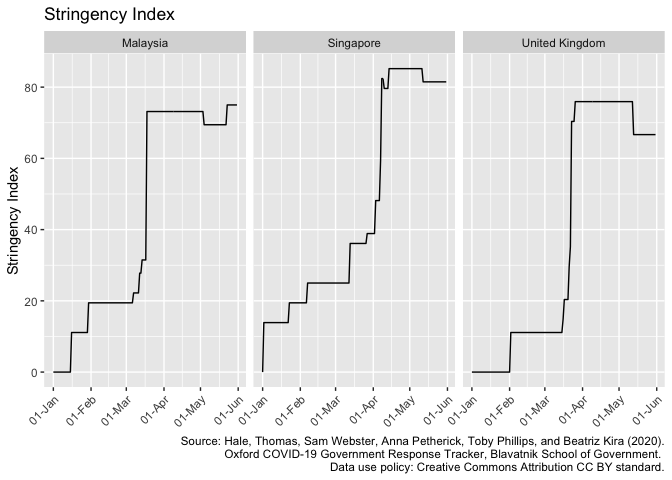 Stringency Index
Malaysia
Singapore
United Kingdom
Stringency Index
80
60
40
20
0
01-Jan
01-Feb
01-Mar
01-Apr
01-May
01-Jun
01-Jan
01-Feb
01-Mar
01-Apr
01-May
01-Jun
01-Jan
01-Feb
01-Mar
01-Apr
01-May
01-Jun
Source: Hale, Thomas, Sam Webster, Anna Petherick, Toby Phillips, and Beatriz Kira (2020).
Oxford COVID-19 Government Response Tracker, Blavatnik School of Government.
Data use policy: Creative Commons Attribution CC BY standard.